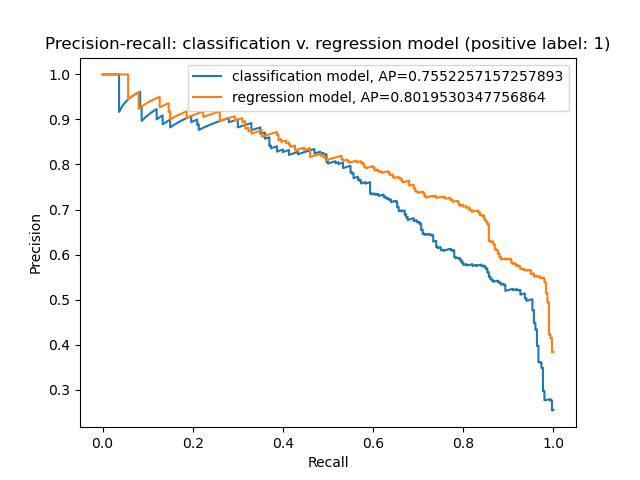 Precision-recall: classification v. regression model (positive label: 1)
classification model, AP=0.7552257157257893
regression model, AP=0.8019530347756864
1.0
0.9
0.8
0.7
0.6
0.5
0.4
0.3
Precision
0.0 0.2 0.4 0.6 0.8 1.0
Recall